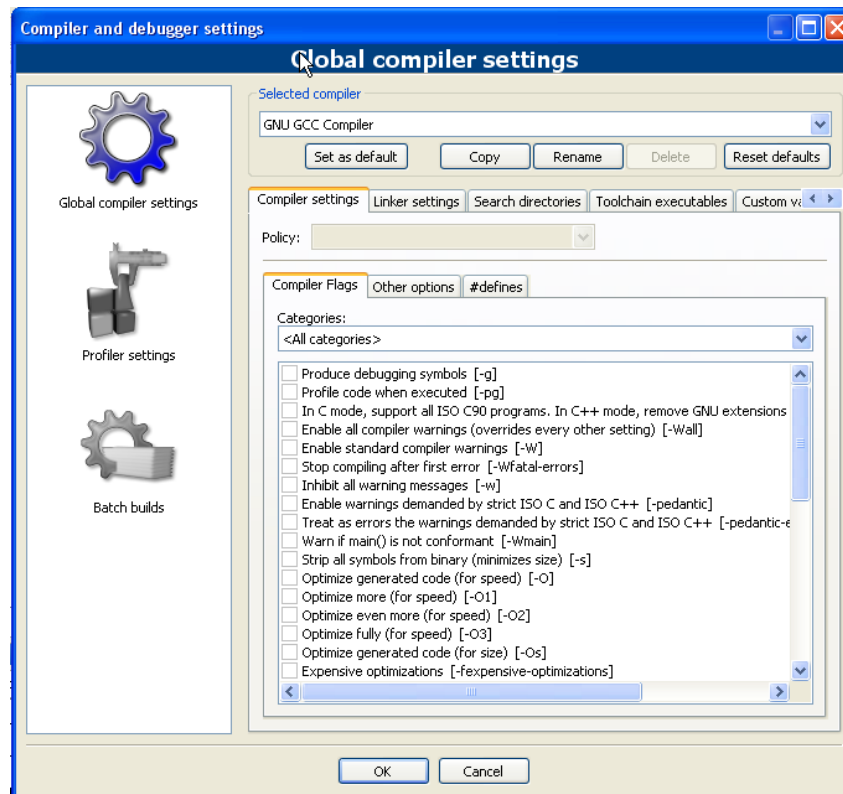 Compiler and debugger settings
Global compiler settings
Global compiler settings
Profiler settings
Batch builds
Selected compiler
GNU GCC Compiler
Set as default Copy Rename Delete Reset defaults
Compiler settings Linker settings Search directories Toolchain executables Custom va
Policy:
Compiler Flags Other options #defines
Categories:
<All categories>
Produce debugging symbols [-g]
Profile code when executed [-pg]
In C mode, support all ISO C90 programs. In C++ mode, remove GNU extensions
Enable all compiler warnings (overrides every other setting) [-Wall]
Enable standard compiler warnings [-W]
Stop compiling after first error [-Wfatal-errors]
Inhibit all warning messages [-w]
Enable warnings demanded by strict ISO C and ISO C++ [-pedantic]
Treat as errors the warnings demanded by strict ISO C and ISO C++ [-pedantic-e
Warn if main() is not conformant [-Wmain]
Strip all symbols from binary (minimizes size) [-s]
Optimize generated code (for speed) [-O]
Optimize more (for speed) [-O1]
Optimize even more (for speed) [-O2]
Optimize fully (for speed) [-O3]
Optimize generated code (for size) [-Os]
Expensive optimizations [-fexpensive-optimizations]
OK Cancel